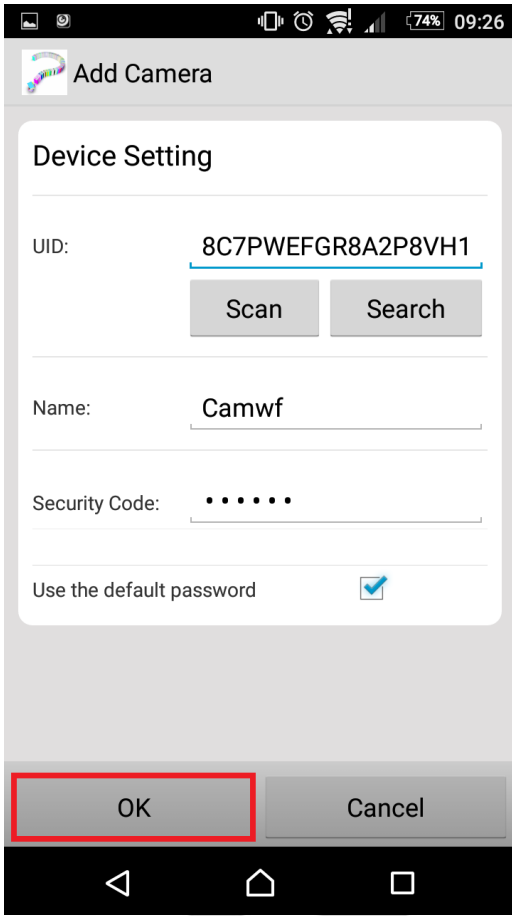 74% 09:26
Add Camera
Device Setting
UID: 8C7PWEFGR8A2P8VH1
Scan Search
Name: Camwf
Security Code: ••••••
Use the default password
OK Cancel